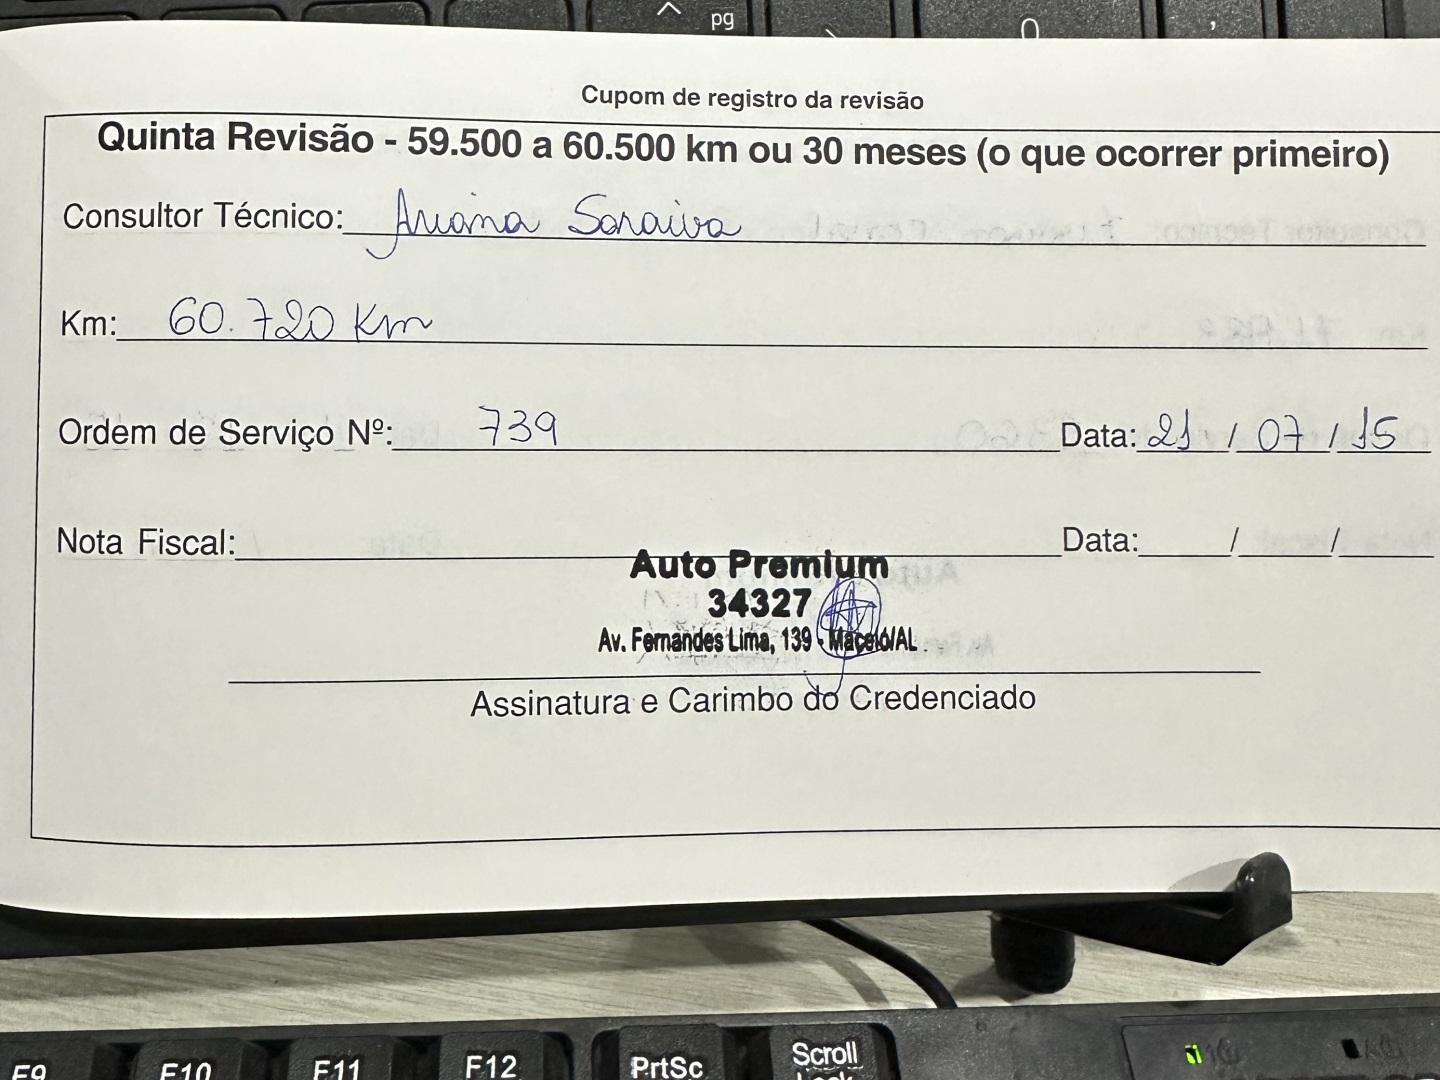 ^
pg
0
,
Cupom de registro da revisão
Quinta Revisão - 59.500 a 60.500 km ou 30 meses (o que ocorrer primeiro)
Consultor Técnico: Ariana Saraiva
Km: 60.720 Km
Ordem de Serviço Nº: 739 Data: 21 / 07 / 15
Nota Fiscal: Data: / /
Auto Premium
34327
Av. Fernandes Lima, 139 - Maceió/AL
Assinatura e Carimbo do Credenciado
F9 F10 F11 F12 PrtSc Scroll
Lock